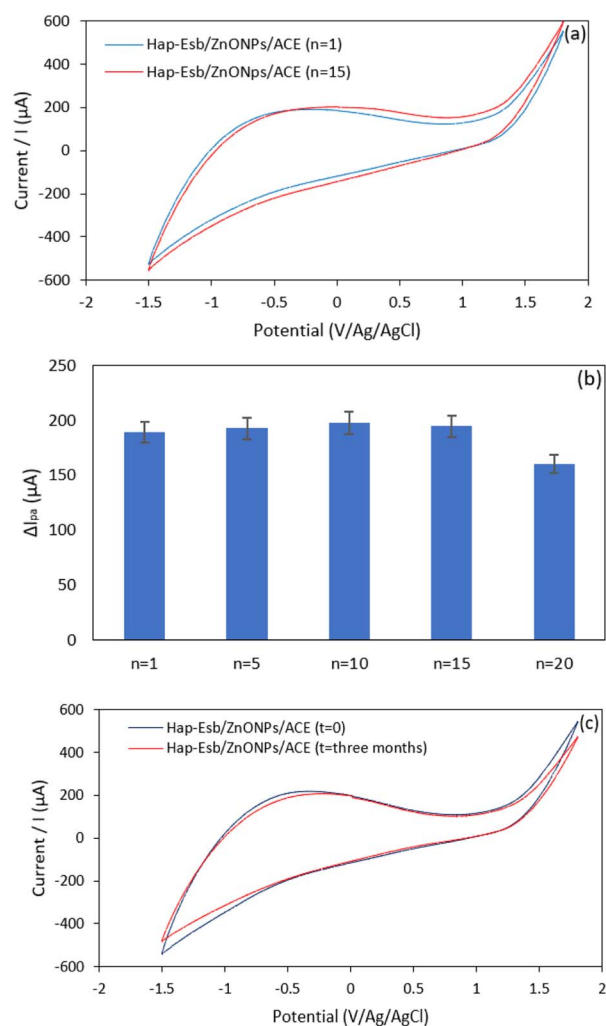 (a)
Hap-Esb/ZnONPs/ACE (n=1)
Hap-Esb/ZnONps/ACE (n=15)
Current / I (µA)
600
400
200
0
-200
-400
-600
-2 -1.5 -1 -0.5 0 0.5 1 1.5 2
Potential (V/Ag/AgCl)
(b)
ΔIpa (µA)
250
200
150
100
50
0
n=1 n=5 n=10 n=15 n=20
(c)
Hap-Esb/ZnONPs/ACE (t=0)
Hap-Esb/ZnONPs/ACE (t=three months)
Current / I (µA)
600
400
200
0
-200
-400
-600
-2 -1.5 -1 -0.5 0 0.5 1 1.5 2
Potential (V/Ag/AgCl)